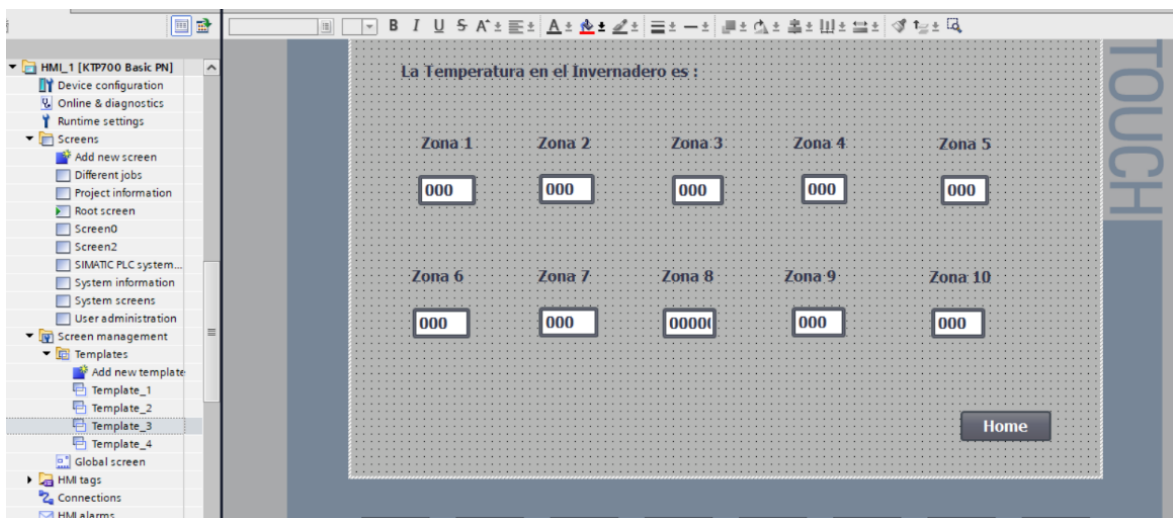 B I U S A A
HMI_1 [KTP700 Basic PN]
Device configuration
Online & diagnostics
Runtime settings
Screens
Add new screen
Different jobs
Project information
Root screen
Screen0
Screen2
SIMATIC PLC system...
System information
System screens
User administration
Screen management
Templates
Add new template
Template_1
Template_2
Template_3
Template_4
Global screen
HMI tags
Connections
HMI alarms
La Temperatura en el Invernadero es :
Zona 1 Zona 2 Zona 3 Zona 4 Zona 5
000 000 000 000 000
Zona 6 Zona 7 Zona 8 Zona 9 Zona 10
000 000 0000 000 000
Home
TOUCH